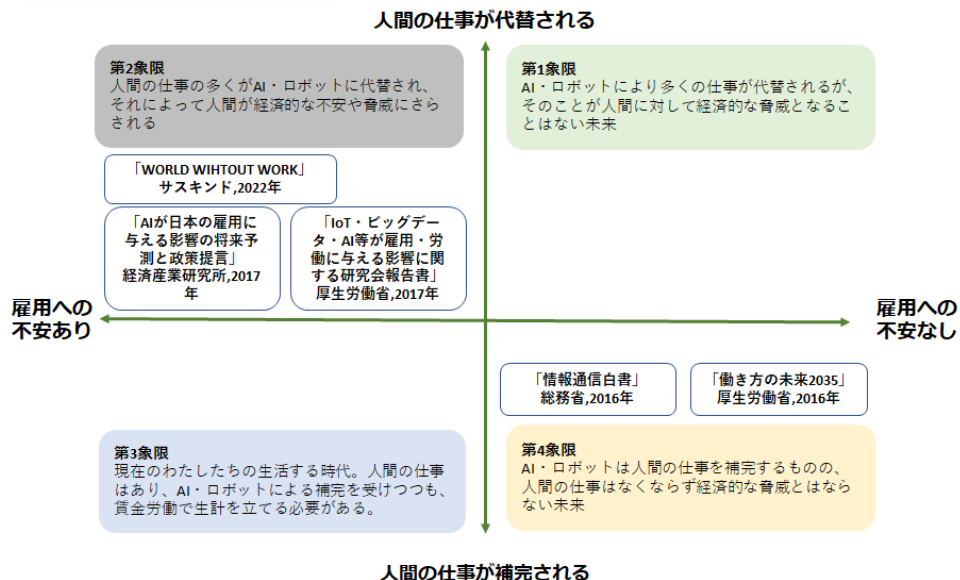 人間の仕事が代替される
第2象限
人間の仕事の多くがAI・ロボットに代替され、
それによって人間が経済的な不安や脅威にさら
される
第1象限
AI・ロボットにより多くの仕事が代替されるが、
そのことが人間に対して経済的な脅威となるこ
とはない未来
「WORLD WIHTOUT WORK」
サスキンド,2022年
「AIが日本の雇用に
与える影響の将来予
測と政策提言」
経済産業研究所,2017
年
「IoT・ビッグデー
タ・AI等が雇用・労
働に与える影響に関
する研究会報告書」
厚生労働省,2017年
雇用への
不安あり
雇用への
不安なし
「情報通信白書」
総務省,2016年
「働き方の未来2035」
厚生労働省,2016年
第3象限
現在のわたしたちの生活する時代。人間の仕事
はあり、AI・ロボットによる補完を受けつつも、
賃金労働で生計を立てる必要がある。
第4象限
AI・ロボットは人間の仕事を補完するものの、
人間の仕事はなくならず経済的な脅威とはなら
ない未来
人間の仕事が補完される